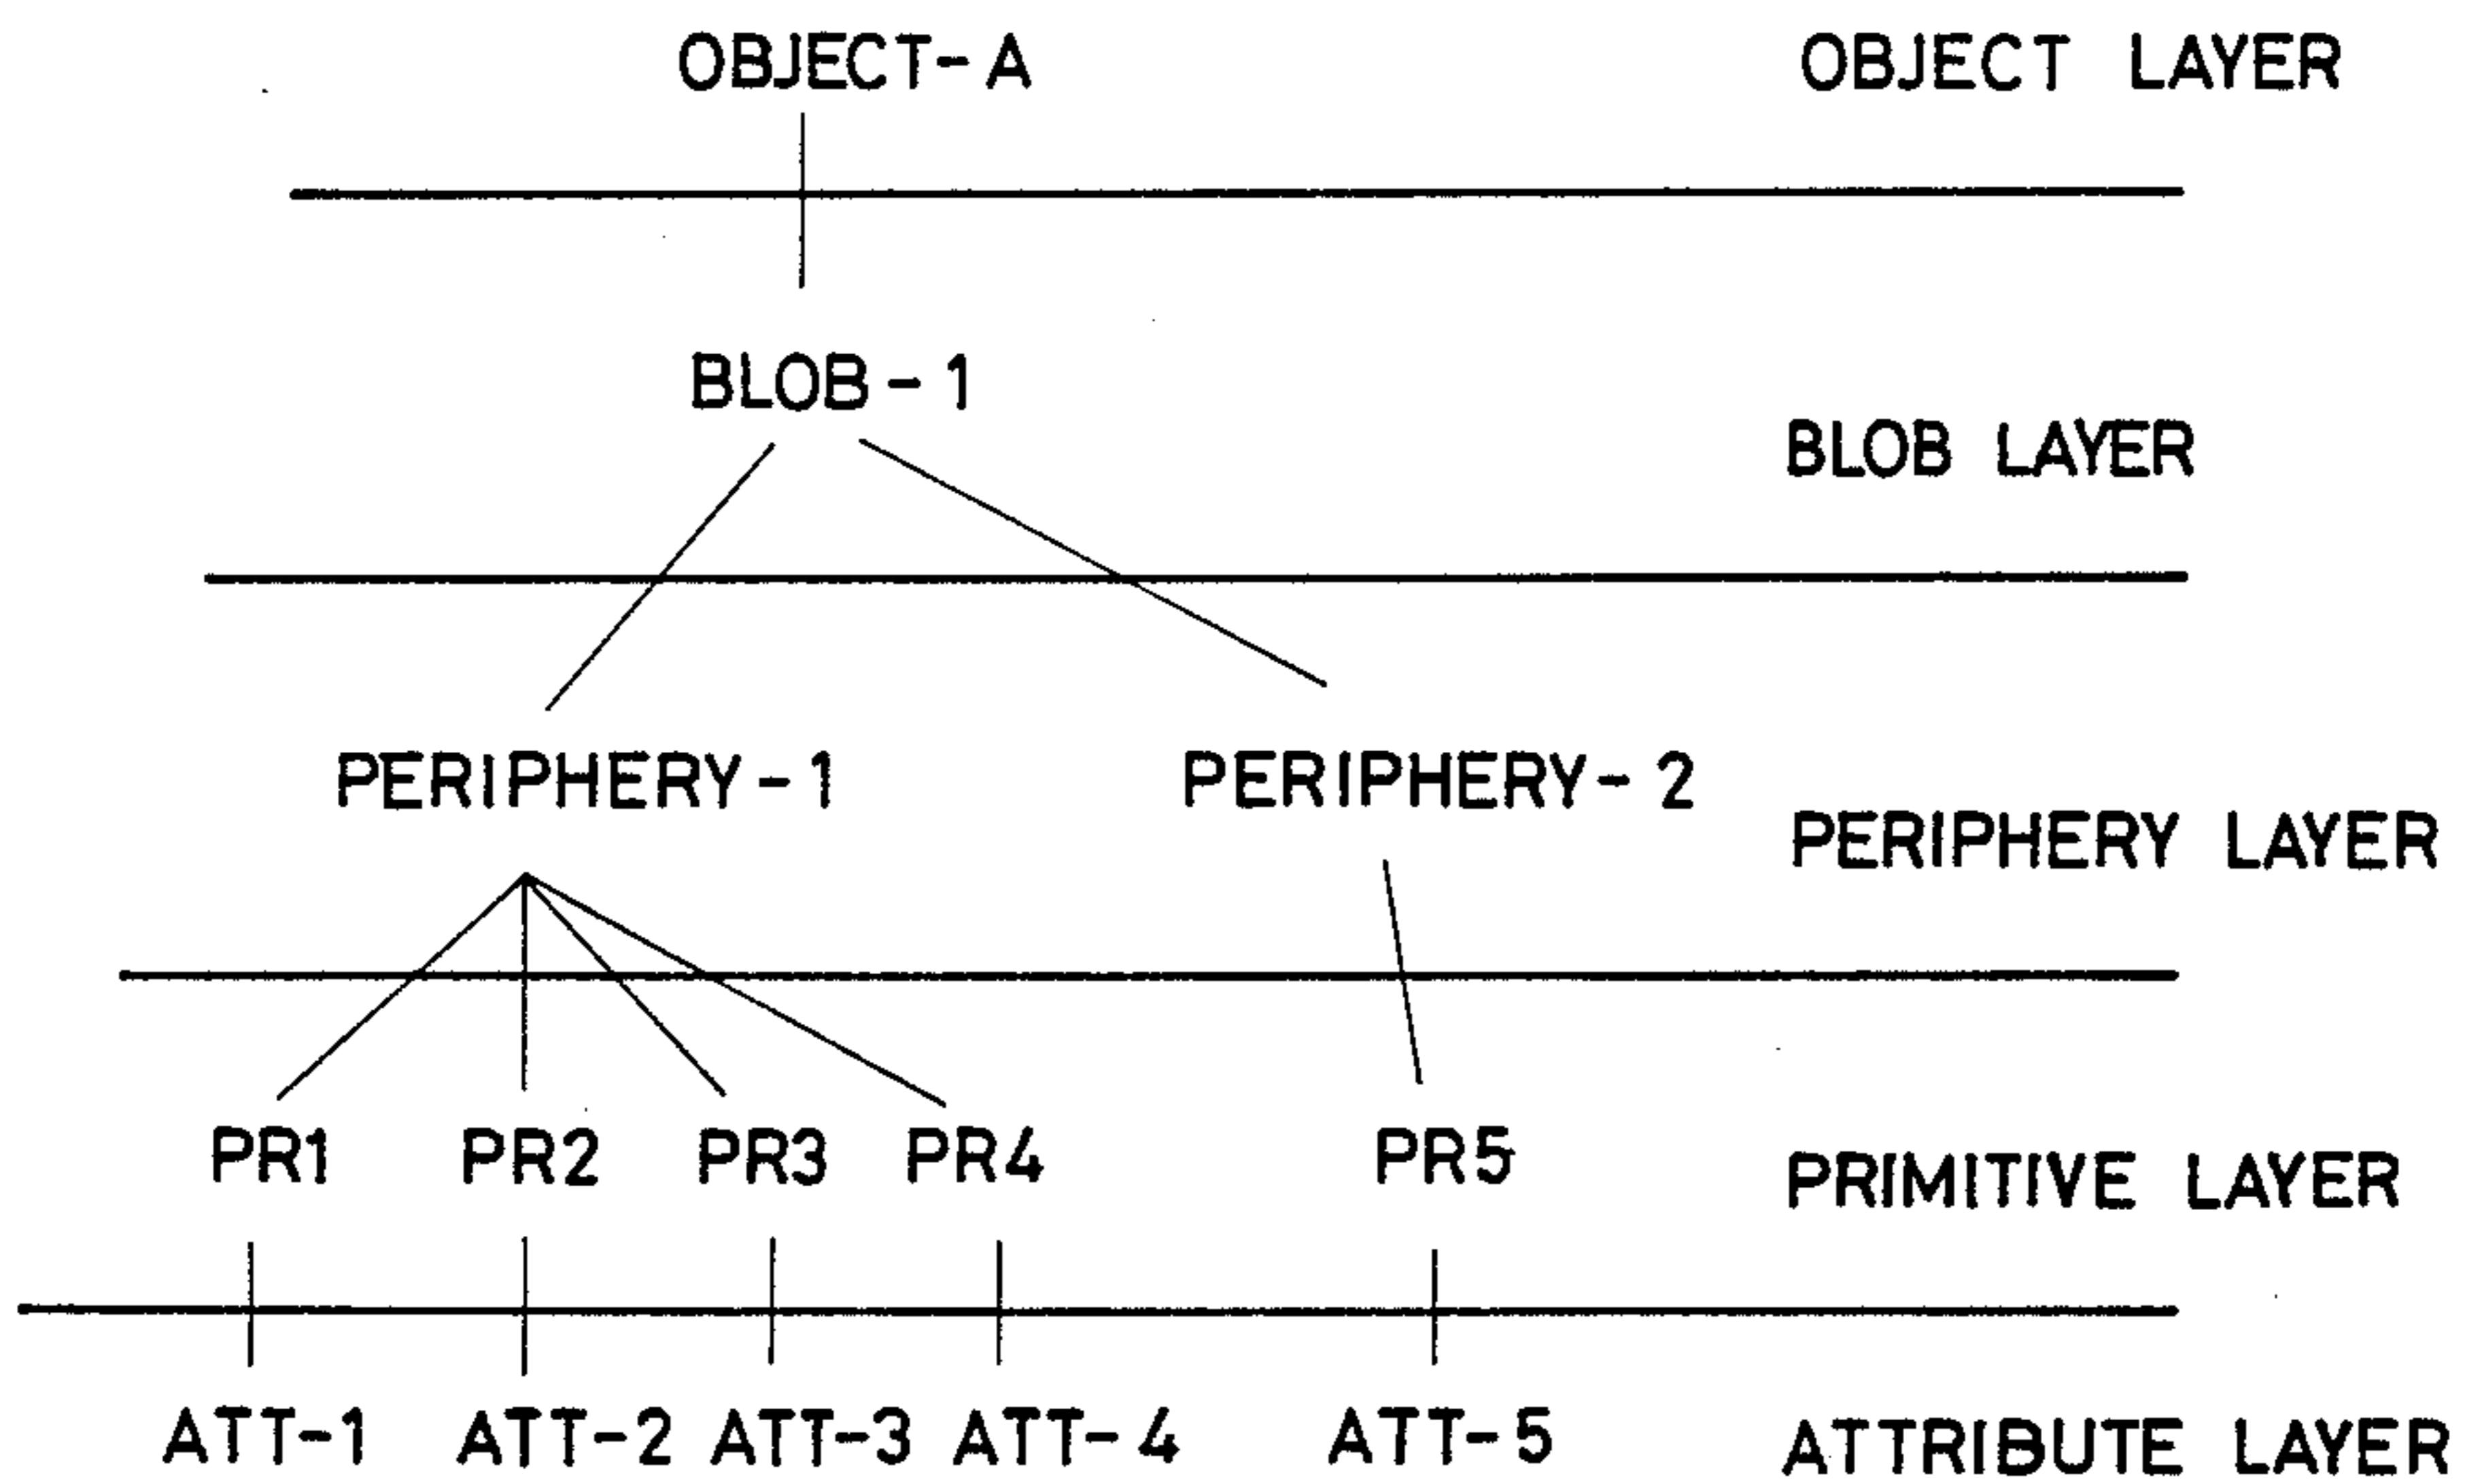 OBJECT-A OBJECT LAYER
BLOB-1
BLOB LAYER
PERIPHERY-1 PERIPHERY-2
PERIPHERY LAYER
PR1 PR2 PR3 PR4 PR5 PRIMITIVE LAYER
ATT-1 ATT-2 ATT-3 ATT-4 ATT-5 ATTRIBUTE LAYER